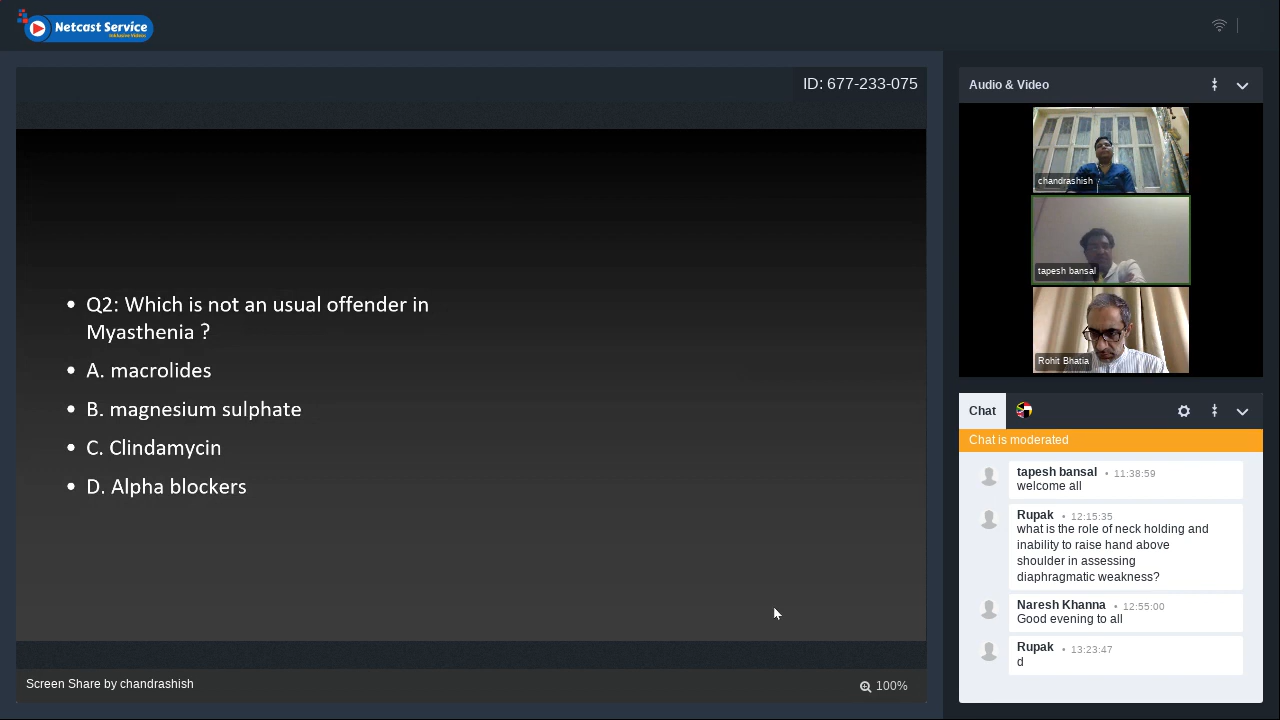 Netcast Service
Inklusive Videos
ID: 677-233-075
• Q2: Which is not an usual offender in
Myasthenia ?
• A. macrolides
• B. magnesium sulphate
• C. Clindamycin
• D. Alpha blockers
Screen Share by chandrashish
100%
Audio & Video
chandrashish
tapesh bansal
Rohit Bhatia
Chat
Chat is moderated
tapesh bansal • 11:38:59
welcome all
Rupak • 12:15:35
what is the role of neck holding and
inability to raise hand above
shoulder in assessing
diaphragmatic weakness?
Naresh Khanna • 12:55:00
Good evening to all
Rupak • 13:23:47
d